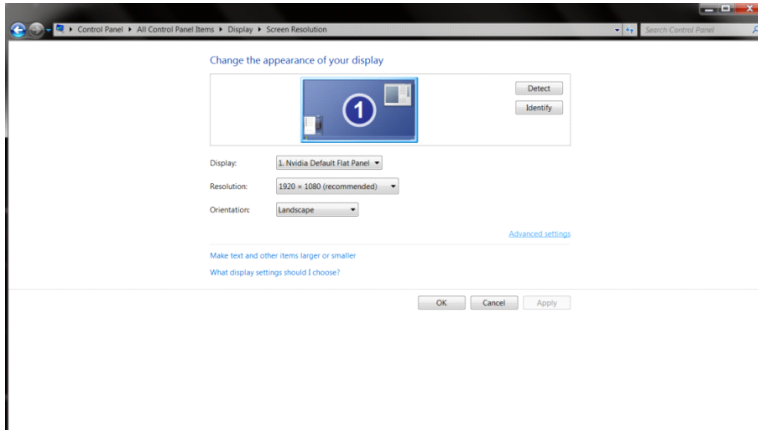 Control Panel ▸ All Control Panel Items ▸ Display ▸ Screen Resolution
Search Control Panel
Change the appearance of your display
1
Detect
Identify
Display: 1. Nvidia Default Flat Panel
Resolution: 1920 × 1080 (recommended)
Orientation: Landscape
Advanced settings
Make text and other items larger or smaller
What display settings should I choose?
OK Cancel Apply